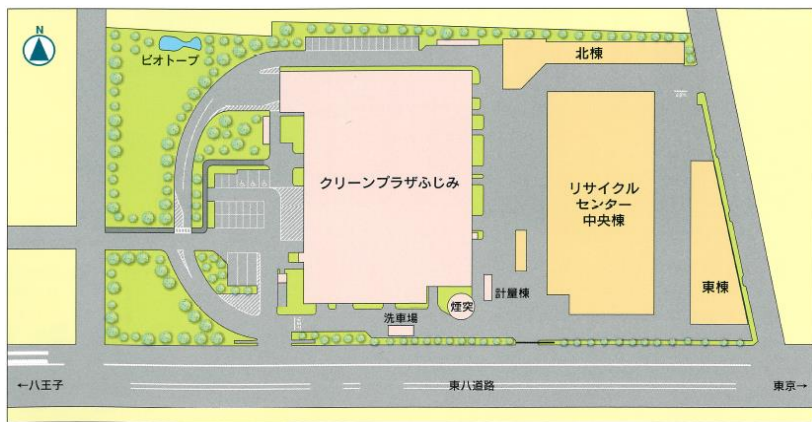 N
ビオトープ
北棟
クリーンプラザふじみ
リサイクル
センター
中央棟
東棟
計量棟
煙突
洗車場
←八王子
東八道路
東京→